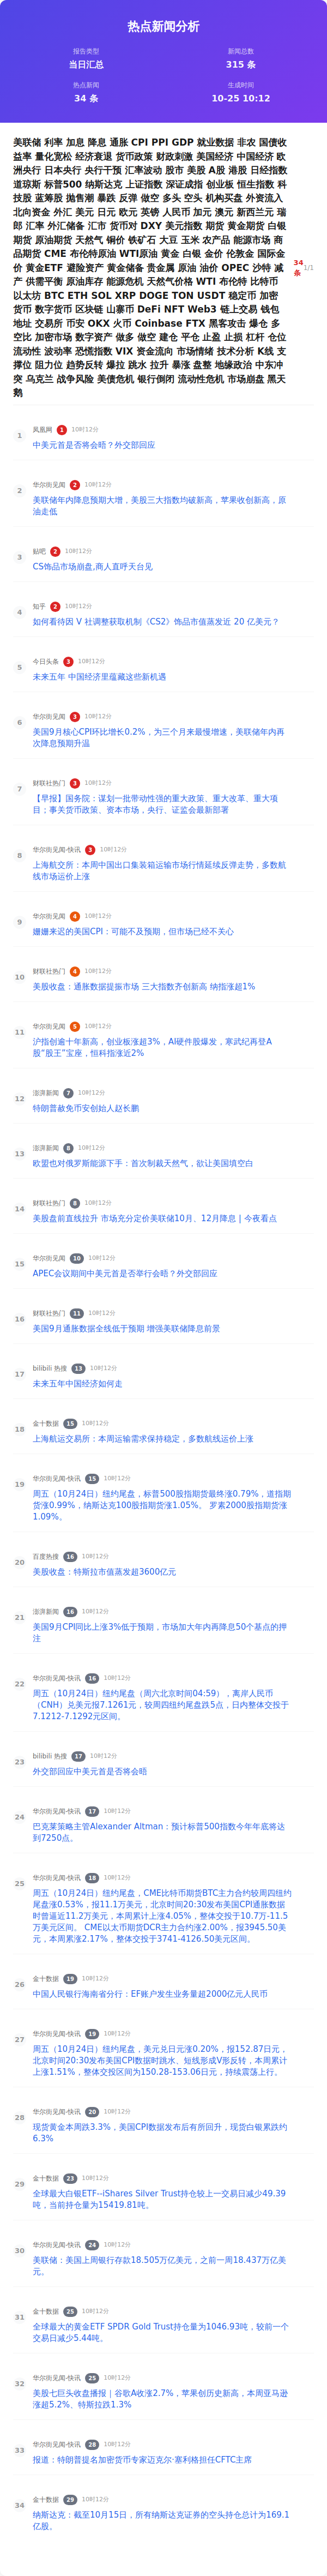 热点新闻分析
报告类型
当日汇总
新闻总数
315 条
热点新闻
34 条
生成时间
10-25 10:12
美联储 利率 加息 降息 通胀 CPI PPI GDP 就业数据 非农 国债收
益率 量化宽松 经济衰退 货币政策 财政刺激 美国经济 中国经济 欧
洲央行 日本央行 央行干预 汇率波动 股市 美股 A股 港股 日经指数
道琼斯 标普500 纳斯达克 上证指数 深证成指 创业板 恒生指数 科
技股 蓝筹股 抛售潮 暴跌 反弹 做空 多头 空头 机构买盘 外资流入
北向资金 外汇 美元 日元 欧元 英镑 人民币 加元 澳元 新西兰元 瑞
郎 汇率 外汇储备 汇市 货币对 DXY 美元指数 期货 黄金期货 白银
期货 原油期货 天然气 铜价 铁矿石 大豆 玉米 农产品 能源市场 商
品期货 CME 布伦特原油 WTI原油 黄金 白银 金价 伦敦金 国际金
价 黄金ETF 避险资产 黄金储备 贵金属 原油 油价 OPEC 沙特 减
产 供需平衡 原油库存 能源危机 天然气价格 WTI 布伦特 比特币
以太坊 BTC ETH SOL XRP DOGE TON USDT 稳定币 加密
货币 数字货币 区块链 山寨币 DeFi NFT Web3 链上交易 钱包
地址 交易所 币安 OKX 火币 Coinbase FTX 黑客攻击 爆仓 多
空比 加密市场 数字资产 做多 做空 建仓 平仓 止盈 止损 杠杆 仓位
流动性 波动率 恐慌指数 VIX 资金流向 市场情绪 技术分析 K线 支
撑位 阻力位 趋势反转 爆拉 跳水 拉升 暴涨 盘整 地缘政治 中东冲
突 乌克兰 战争风险 美债危机 银行倒闭 流动性危机 市场崩盘 黑天
鹅
34
条
1/1
1
凤凰网 1 10时12分
中美元首是否将会晤？外交部回应
2
华尔街见闻 2 10时12分
美联储年内降息预期大增，美股三大指数均破新高，苹果收创新高，原
油走低
3
贴吧 2 10时12分
CS饰品市场崩盘,商人直呼天台见
4
知乎 2 10时12分
如何看待因 V 社调整获取机制《CS2》饰品市值蒸发近 20 亿美元？
5
今日头条 3 10时12分
未来五年 中国经济里蕴藏这些新机遇
6
华尔街见闻 3 10时12分
美国9月核心CPI环比增长0.2%，为三个月来最慢增速，美联储年内再
次降息预期升温
7
财联社热门 3 10时12分
【早报】国务院：谋划一批带动性强的重大政策、重大改革、重大项
目；事关货币政策、资本市场，央行、证监会最新部署
8
华尔街见闻-快讯 3 10时12分
上海航交所：本周中国出口集装箱运输市场行情延续反弹走势，多数航
线市场运价上涨
9
华尔街见闻 4 10时12分
姗姗来迟的美国CPI：可能不及预期，但市场已经不关心
10
财联社热门 4 10时12分
美股收盘：通胀数据提振市场 三大指数齐创新高 纳指涨超1%
11
华尔街见闻 5 10时12分
沪指创逾十年新高，创业板涨超3%，AI硬件股爆发，寒武纪再登A
股“股王”宝座，恒科指涨近2%
12
澎湃新闻 7 10时12分
特朗普赦免币安创始人赵长鹏
13
澎湃新闻 8 10时12分
欧盟也对俄罗斯能源下手：首次制裁天然气，欲让美国填空白
14
财联社热门 8 10时12分
美股盘前直线拉升 市场充分定价美联储10月、12月降息 | 今夜看点
15
华尔街见闻 10 10时12分
APEC会议期间中美元首是否举行会晤？外交部回应
16
财联社热门 11 10时12分
美国9月通胀数据全线低于预期 增强美联储降息前景
17
bilibili 热搜 13 10时12分
未来五年中国经济如何走
18
金十数据 15 10时12分
上海航运交易所：本周运输需求保持稳定，多数航线运价上涨
19
华尔街见闻-快讯 15 10时12分
周五（10月24日）纽约尾盘，标普500股指期货最终涨0.79%，道指期
货涨0.99%，纳斯达克100股指期货涨1.05%。 罗素2000股指期货涨
1.09%。
20
百度热搜 16 10时12分
美股收盘：特斯拉市值蒸发超3600亿元
21
澎湃新闻 16 10时12分
美国9月CPI同比上涨3%低于预期，市场加大年内再降息50个基点的押
注
22
华尔街见闻-快讯 16 10时12分
周五（10月24日）纽约尾盘（周六北京时间04:59），离岸人民币
（CNH）兑美元报7.1261元，较周四纽约尾盘跌5点，日内整体交投于
7.1212-7.1292元区间。
23
bilibili 热搜 17 10时12分
外交部回应中美元首是否将会晤
24
华尔街见闻-快讯 17 10时12分
巴克莱策略主管Alexander Altman：预计标普500指数今年年底将达
到7250点。
25
华尔街见闻-快讯 18 10时12分
周五（10月24日）纽约尾盘，CME比特币期货BTC主力合约较周四纽约
尾盘涨0.53%，报11.1万美元，北京时间20:30发布美国CPI通胀数据
时曾逼近11.2万美元，本周累计上涨4.05%，整体交投于10.7万-11.5
万美元区间。 CME以太币期货DCR主力合约涨2.00%，报3945.50美
元，本周累涨2.17%，整体交投于3741-4126.50美元区间。
26
金十数据 19 10时12分
中国人民银行海南省分行：EF账户发生业务量超2000亿元人民币
27
华尔街见闻-快讯 19 10时12分
周五（10月24日）纽约尾盘，美元兑日元涨0.20%，报152.87日元，
北京时间20:30发布美国CPI数据时跳水、短线形成V形反转，本周累计
上涨1.51%，整体交投区间为150.28-153.06日元，持续震荡上行。
28
华尔街见闻-快讯 20 10时12分
现货黄金本周跌3.3%，美国CPI数据发布后有所回升，现货白银累跌约
6.3%
29
金十数据 23 10时12分
全球最大白银ETF--iShares Silver Trust持仓较上一交易日减少49.39
吨，当前持仓量为15419.81吨。
30
华尔街见闻-快讯 24 10时12分
美联储：美国上周银行存款18.505万亿美元，之前一周18.437万亿美
元。
31
金十数据 25 10时12分
全球最大的黄金ETF SPDR Gold Trust持仓量为1046.93吨，较前一个
交易日减少5.44吨。
32
华尔街见闻-快讯 25 10时12分
美股七巨头收盘播报｜谷歌A收涨2.7%，苹果创历史新高，本周亚马逊
涨超5.2%、特斯拉跌1.3%
33
华尔街见闻-快讯 28 10时12分
报道：特朗普提名加密货币专家迈克尔·塞利格担任CFTC主席
34
金十数据 29 10时12分
纳斯达克：截至10月15日，所有纳斯达克证券的空头持仓总计为169.1
亿股。